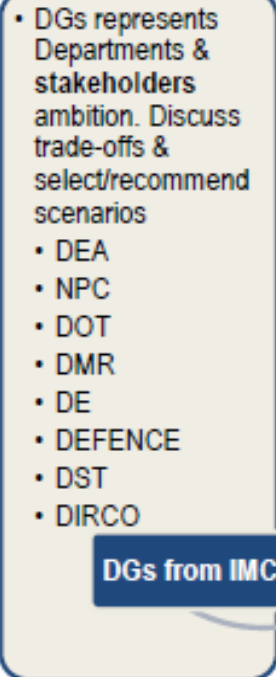 • DGs represents
Departments &
stakeholders
ambition. Discuss
trade-offs &
select/recommend
scenarios
• DEA
• NPC
• DOT
• DMR
• DE
• DEFENCE
• DST
• DIRCO
DGs from IMC